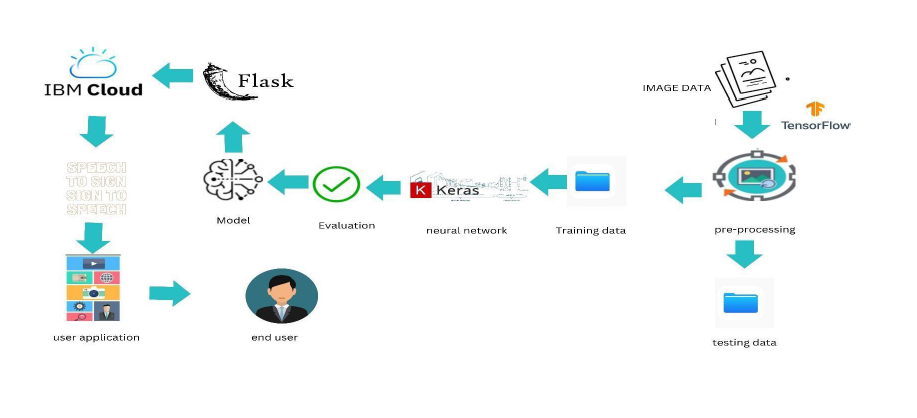 IBM Cloud
Flask
IMAGE DATA
TensorFlow
SPEECH
TO SIGN
SIGN TO
SPEECH
Model
Evaluation
K Keras
neural network
Training data
pre-processing
user application
end user
testing data